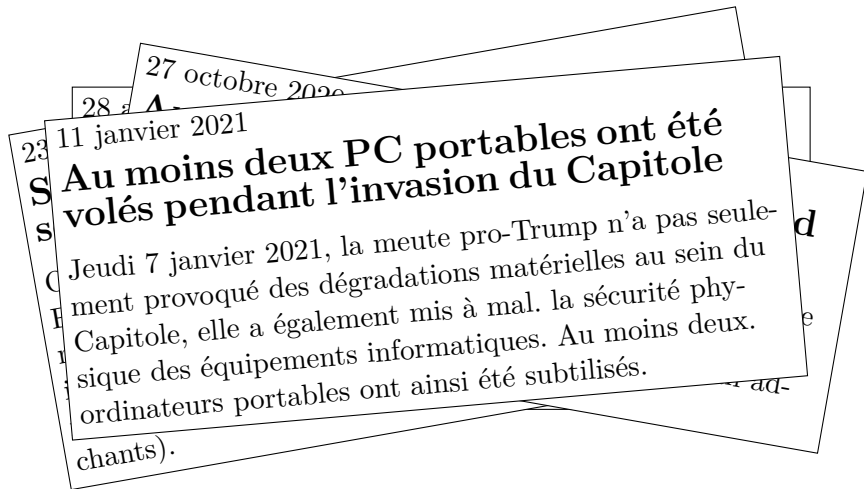 27 octobre 2020
28 a
23
11 janvier 2021
Au moins deux PC portables ont été
volés pendant l'invasion du Capitole
Jeudi 7 janvier 2021, la meute pro-Trump n'a pas seule-
ment provoqué des dégradations matérielles au sein du
Capitole, elle a également mis à mal. la sécurité phy-
sique des équipements informatiques. Au moins deux.
ordinateurs portables ont ainsi été subtilisés.
chants).